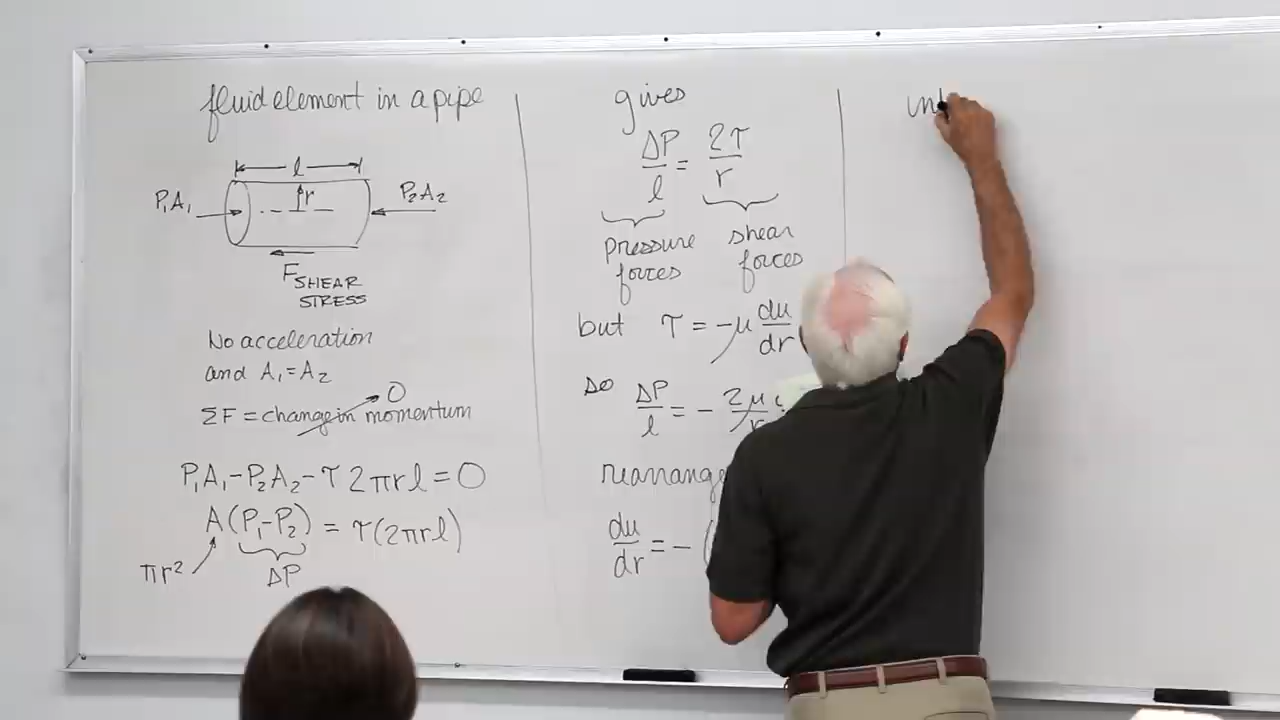 fluid element in a pipe
l
r
P₁A₁
P₂A₂
F SHEAR
STRESS
No acceleration
and A₁=A₂
0
ΣF = change in momentum
P₁A₁-P₂A₂-τ2πrl=0
A(P₁-P₂) = τ(2πrl)
πr²
ΔP
gives
ΔP/l = 2τ/r
pressure
forces
shear
forces
but τ = -μ du/dr
so ΔP/l = - 2μ/r
rearrange
du/dr = - (